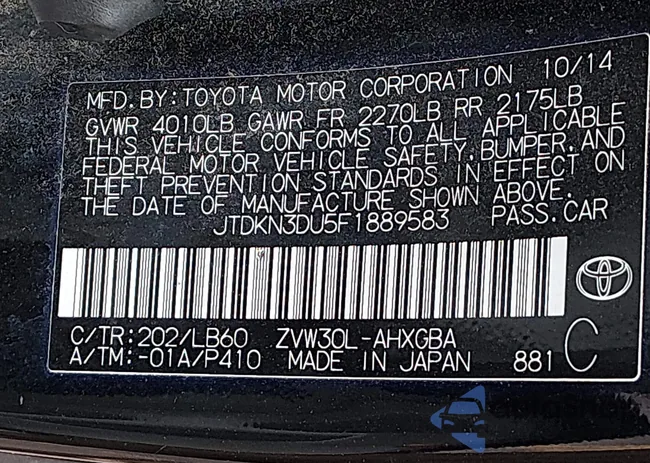 MFD.BY:TOYOTA MOTOR CORPORATION 10/14
GVWR 4010LB GAWR FR 2270LB RR 2175LB
THIS VEHICLE CONFORMS TO ALL APPLICABLE
FEDERAL MOTOR VEHICLE SAFETY,BUMPER,AND
THEFT PREVENTION STANDARDS IN EFFECT ON
THE DATE OF MANUFACTURE SHOWN ABOVE.
JTDKN3DU5F1889583 PASS.CAR
C/TR:202/LB60 ZVW30L-AHXGBA
A/TM:-01A/P410 MADE IN JAPAN 881 C